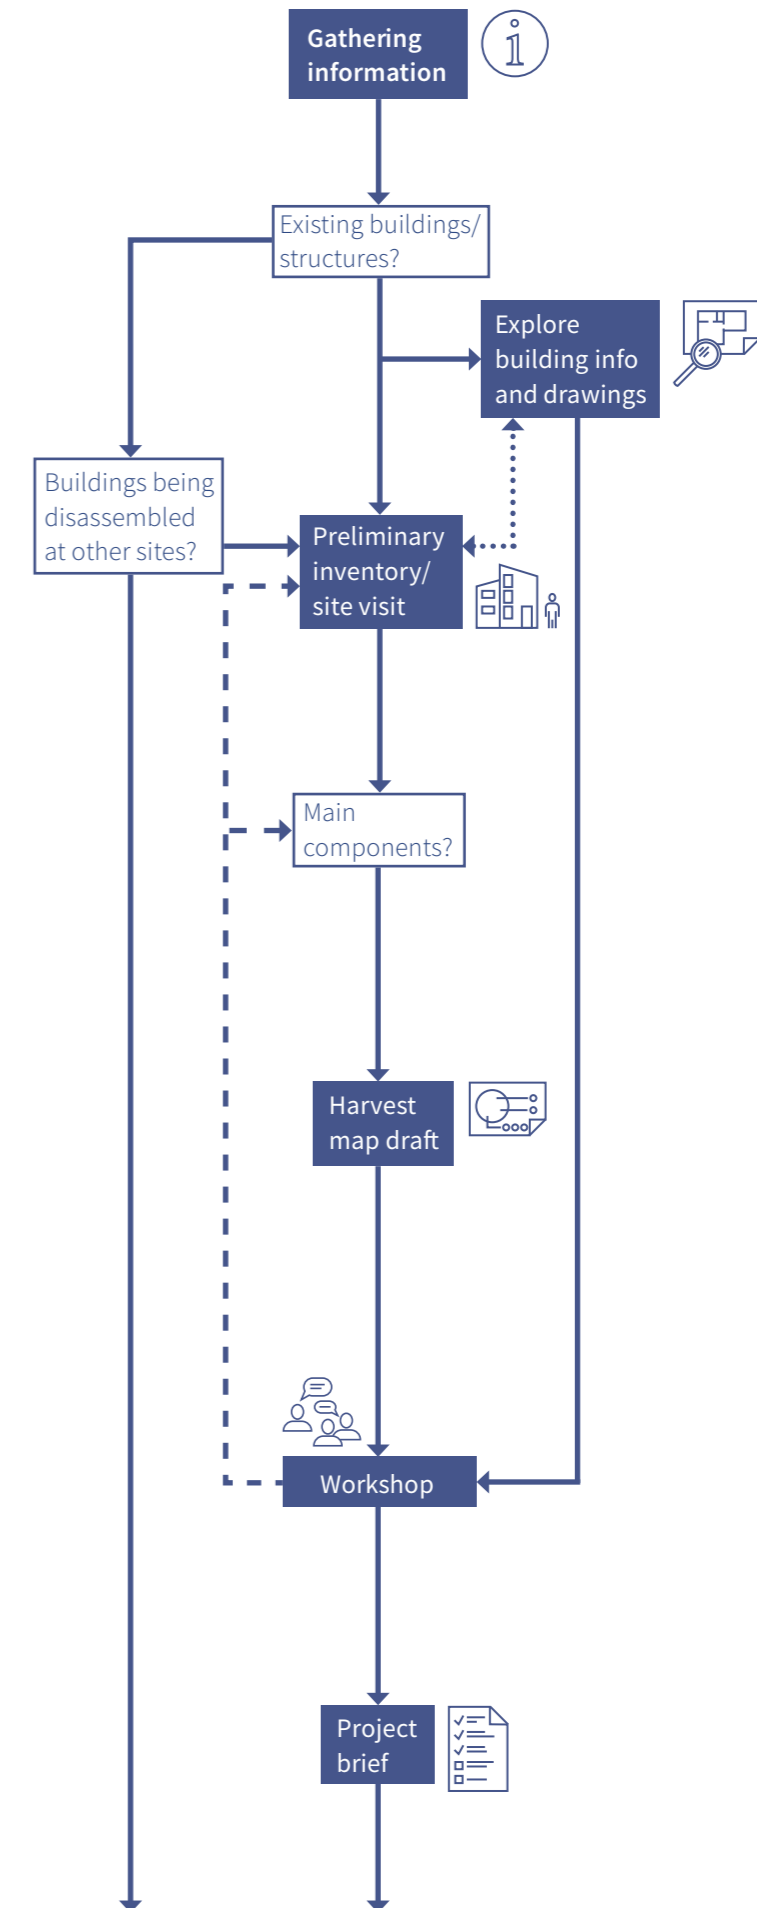 Gathering
information
Existing buildings/
structures?
Explore
building info
and drawings
Buildings being
disassembled
at other sites?
Preliminary
inventory/
site visit
Main
components?
Harvest
map draft
Workshop
Project
brief